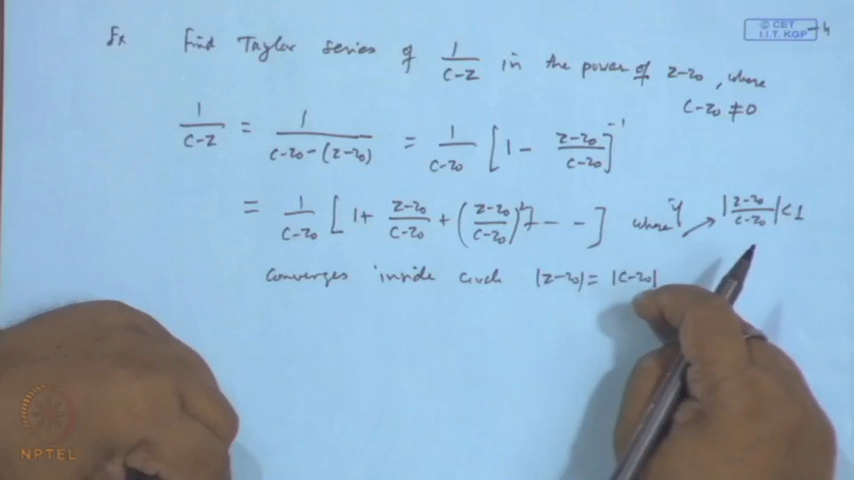 © CET
I.I.T. KGP
Ex Find Taylor series of 1/(c-z) in the power of z-z0, where
c-z0 ≠ 0
1/(c-z) = 1/(c-z0-(z-z0)) = 1/(c-z0) [1 - (z-z0)/(c-z0)]^-1
= 1/(c-z0) [1 + (z-z0)/(c-z0) + ((z-z0)/(c-z0))^2 + - - -] where if |(z-z0)/(c-z0)| < 1
Converges inside circle |z-z0| = |c-z0|
NPTEL